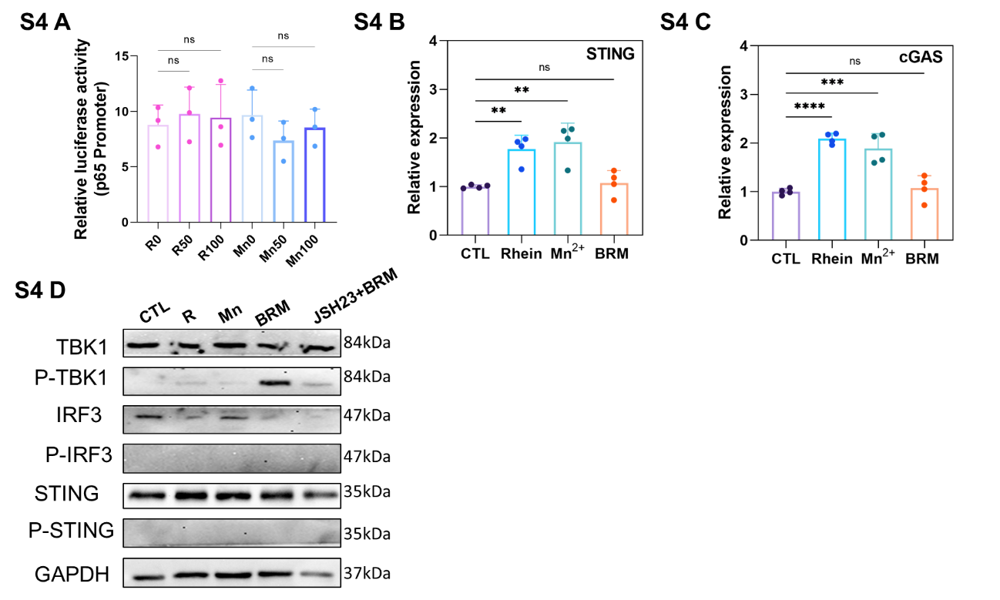 S4 A
Relative luciferase activity
(p65 Promoter)
15
10
5
0
ns
ns
ns
ns
R0
R50
R100
Mn0
Mn50
Mn100
S4 B
Relative expression
4
3
2
1
0
STING
ns
**
**
CTL
Rhein
Mn2+
BRM
S4 C
Relative expression
4
3
2
1
0
cGAS
ns
***
****
CTL
Rhein
Mn2+
BRM
S4 D
CTL
R
Mn
BRM
JSH23+BRM
TBK1 84kDa
P-TBK1 84kDa
IRF3 47kDa
P-IRF3 47kDa
STING 35kDa
P-STING 35kDa
GAPDH 37kDa